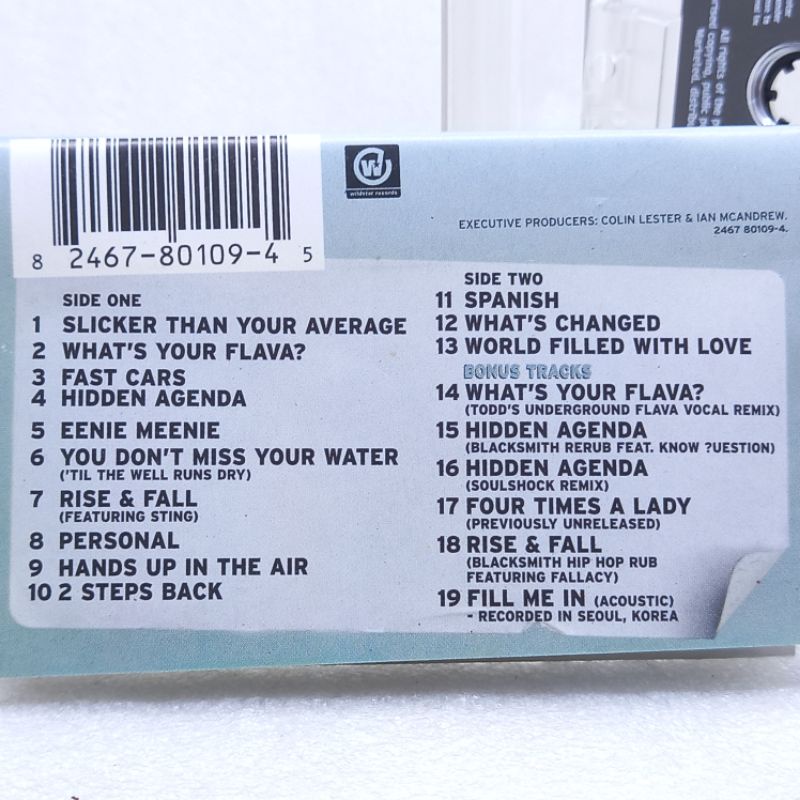 All rights of the p
8 2467-80109-4 5
W
wildstar records
EXECUTIVE PRODUCERS: COLIN LESTER & IAN MCANDREW.
2467 80109-4.
SIDE ONE
1 SLICKER THAN YOUR AVERAGE
2 WHAT'S YOUR FLAVA?
3 FAST CARS
4 HIDDEN AGENDA
5 EENIE MEENIE
6 YOU DON'T MISS YOUR WATER
('TIL THE WELL RUNS DRY)
7 RISE & FALL
(FEATURING STING)
8 PERSONAL
9 HANDS UP IN THE AIR
10 2 STEPS BACK
SIDE TWO
11 SPANISH
12 WHAT'S CHANGED
13 WORLD FILLED WITH LOVE
BONUS TRACKS
14 WHAT'S YOUR FLAVA?
(TODD'S UNDERGROUND FLAVA VOCAL REMIX)
15 HIDDEN AGENDA
(BLACKSMITH RERUB FEAT. KNOW ?UESTION)
16 HIDDEN AGENDA
(SOULSHOCK REMIX)
17 FOUR TIMES A LADY
(PREVIOUSLY UNRELEASED)
18 RISE & FALL
(BLACKSMITH HIP HOP RUB
FEATURING FALLACY)
19 FILL ME IN (ACOUSTIC)
- RECORDED IN SEOUL, KOREA